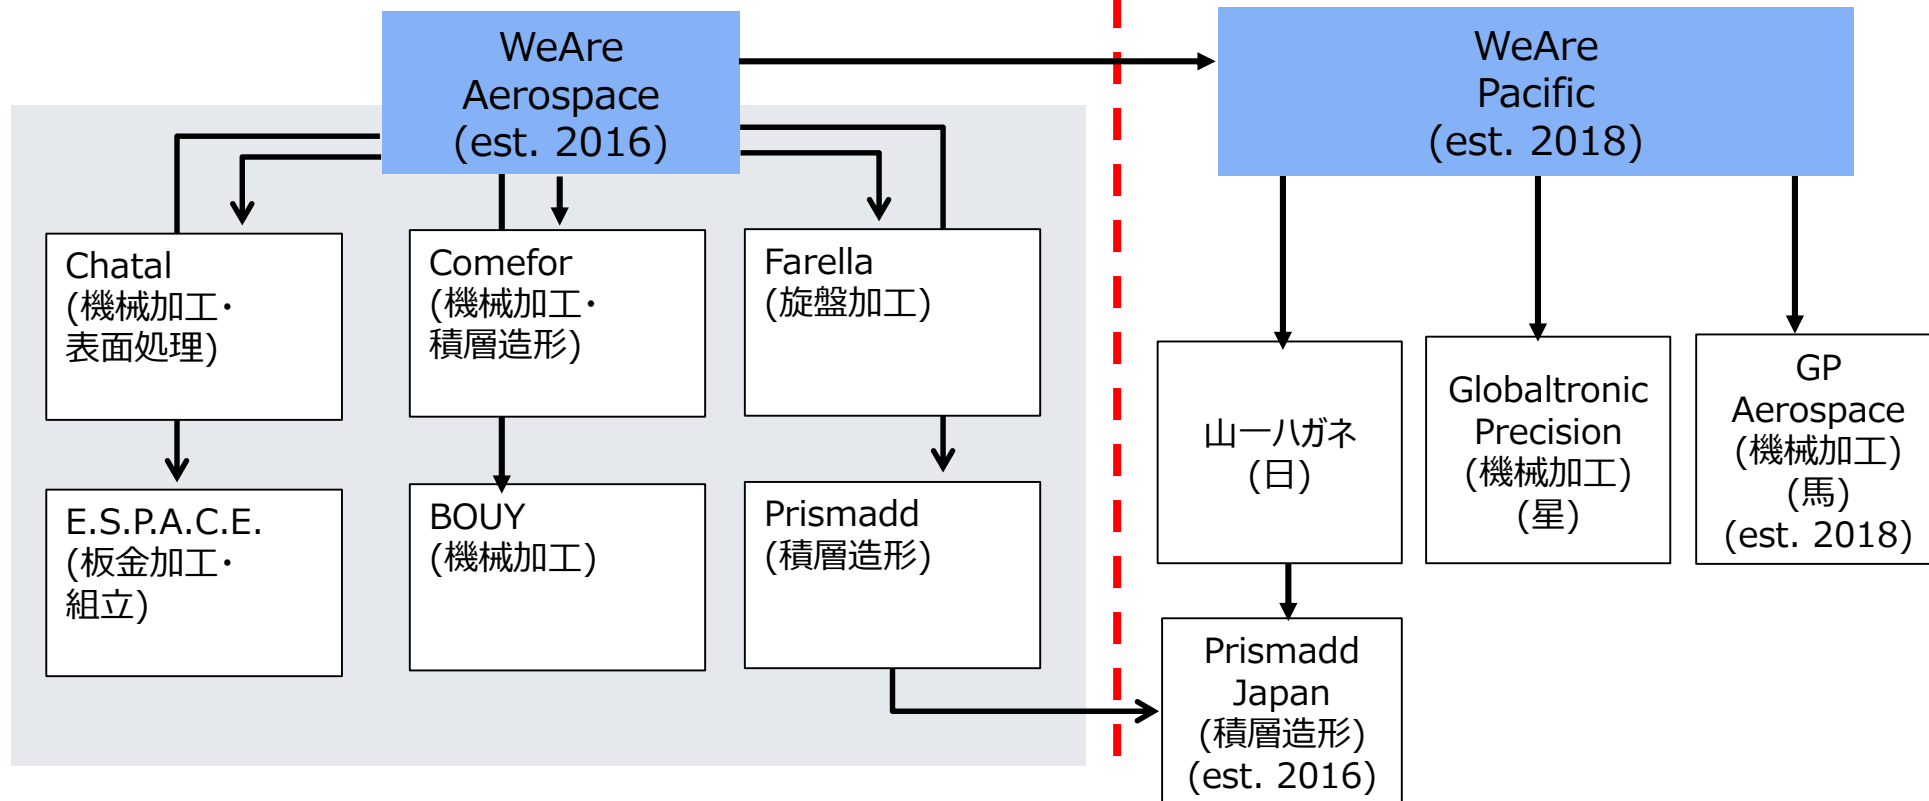 WeAre
Aerospace
(est. 2016)
WeAre
Pacific
(est. 2018)
Chatal
(機械加工・
表面処理)
Comefor
(機械加工・
積層造形)
Farella
(旋盤加工)
E.S.P.A.C.E.
(板金加工・
組立)
BOUY
(機械加工)
Prismadd
(積層造形)
山一ハガネ
(日)
Globaltronic
Precision
(機械加工)
(星)
GP
Aerospace
(機械加工)
(馬)
(est. 2018)
Prismadd
Japan
(積層造形)
(est. 2016)